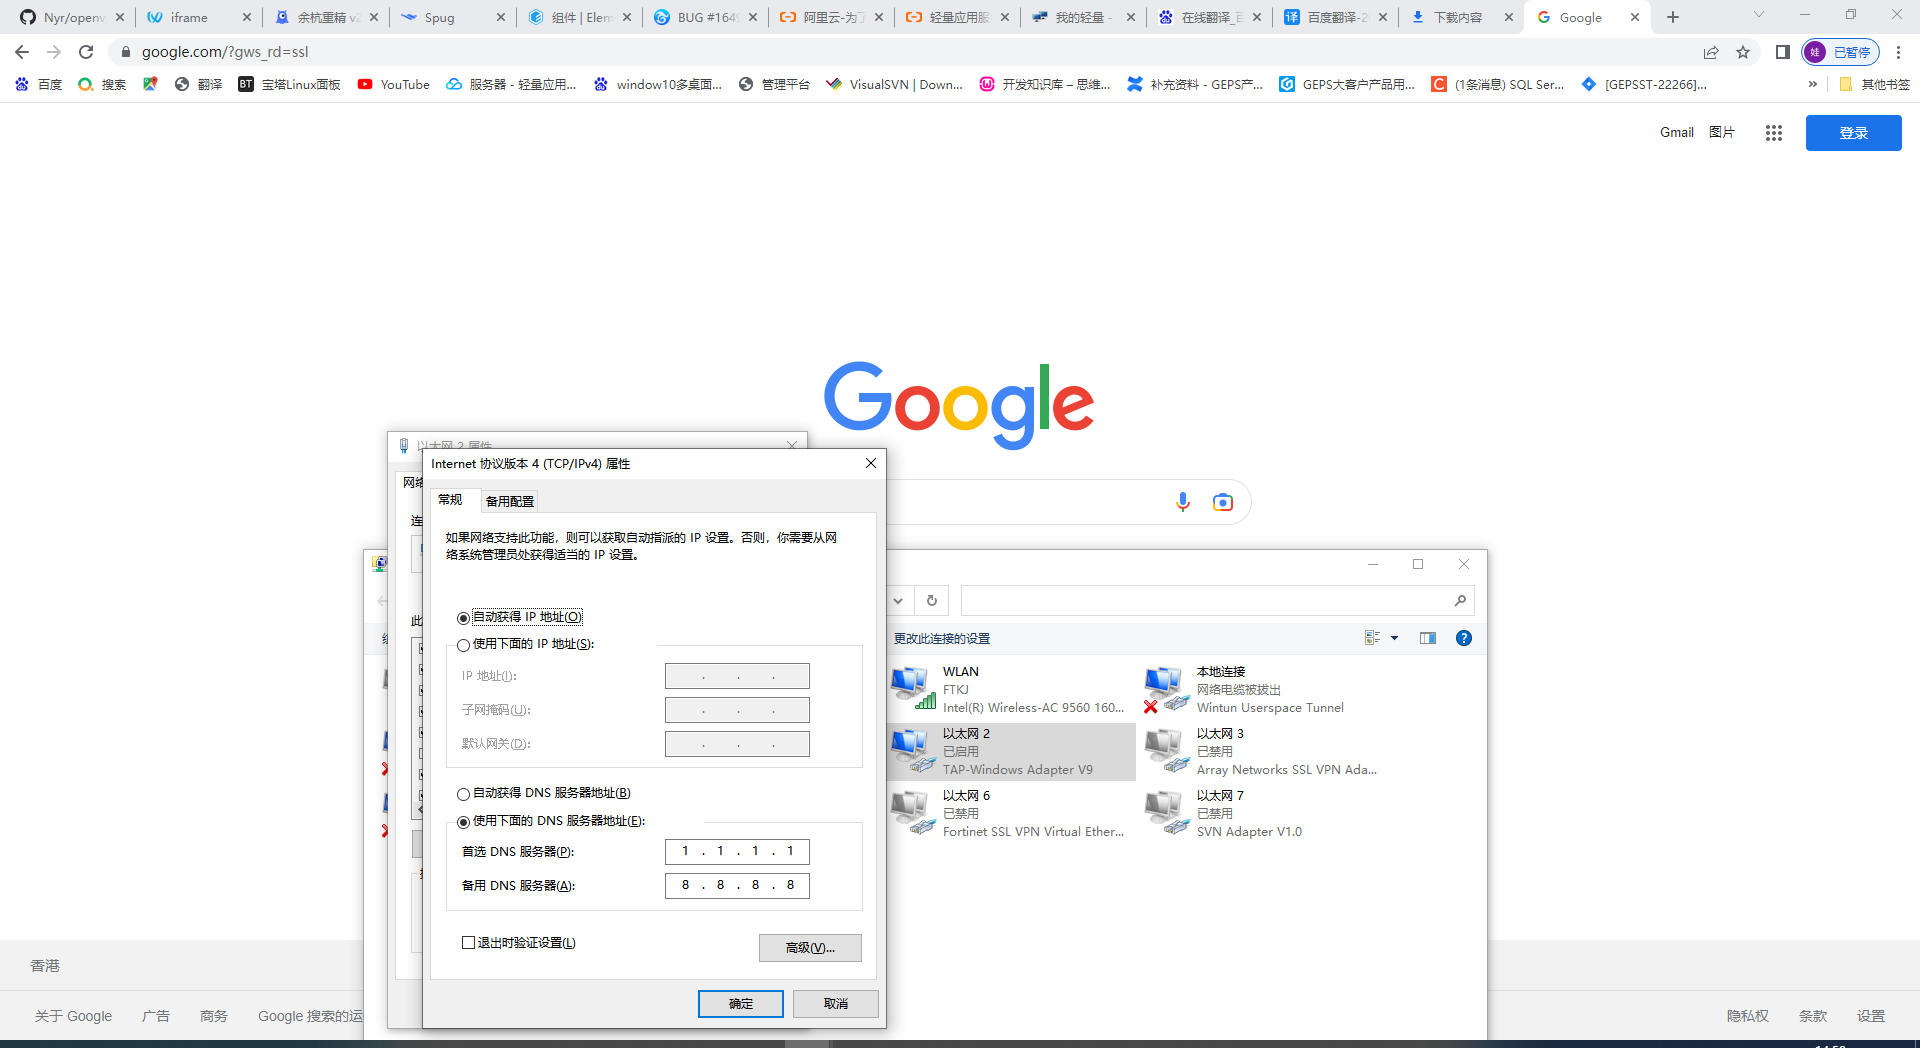 Nyr/openv
iframe
余杭重精 v2
Spug
组件 | Elem
BUG #1649
阿里云-为了
轻量应用服
我的轻量 -
在线翻译_百
百度翻译-20
下载内容
Google
google.com/?gws_rd=ssl
娃 已暂停
百度
搜索
翻译
BT 宝塔Linux面板
YouTube
服务器 - 轻量应用...
window10多桌面...
管理平台
VisualSVN | Down...
开发知识库 – 思维...
补充资料 - GEPS产...
GEPS大客户产品用...
(1条消息) SQL Ser...
[GEPSST-22266]...
»
其他书签
Gmail
图片
登录
Google
以太网 2 属性
Internet 协议版本 4 (TCP/IPv4) 属性
网络
常规
备用配置
连
如果网络支持此功能，则可以获取自动指派的 IP 设置。否则，你需要从网
络系统管理员处获得适当的 IP 设置。
自动获得 IP 地址(O)
此
使用下面的 IP 地址(S):
IP 地址(I):
子网掩码(U):
默认网关(D):
自动获得 DNS 服务器地址(B)
使用下面的 DNS 服务器地址(E):
首选 DNS 服务器(P):
1 . 1 . 1 . 1
备用 DNS 服务器(A):
8 . 8 . 8 . 8
退出时验证设置(L)
高级(V)...
确定
取消
更改此连接的设置
WLAN
FTKJ
Intel(R) Wireless-AC 9560 160...
本地连接
网络电缆被拔出
Wintun Userspace Tunnel
以太网 2
已启用
TAP-Windows Adapter V9
以太网 3
已禁用
Array Networks SSL VPN Ada...
以太网 6
已禁用
Fortinet SSL VPN Virtual Ether...
以太网 7
已禁用
SVN Adapter V1.0
香港
关于 Google
广告
商务
Google 搜索的运
隐私权
条款
设置